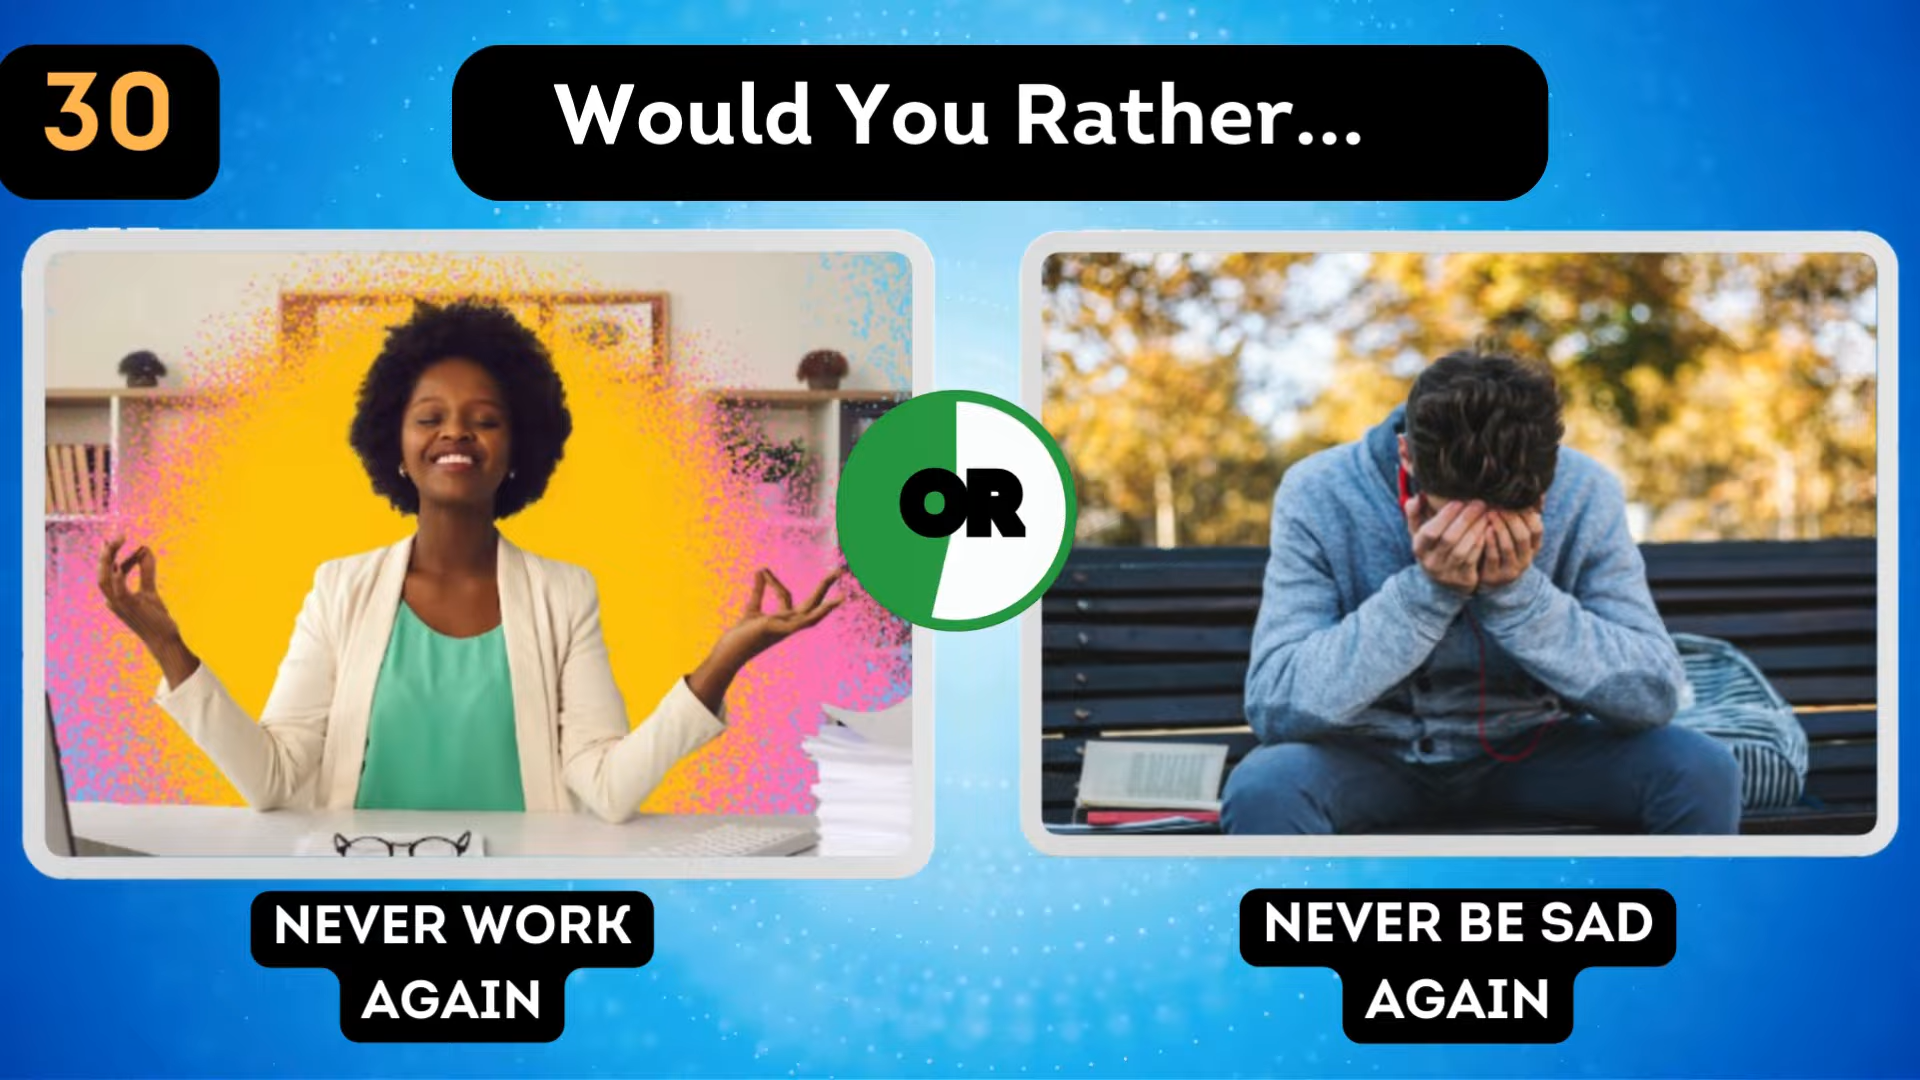 30
Would You Rather...
OR
NEVER WORK
AGAIN
NEVER BE SAD
AGAIN